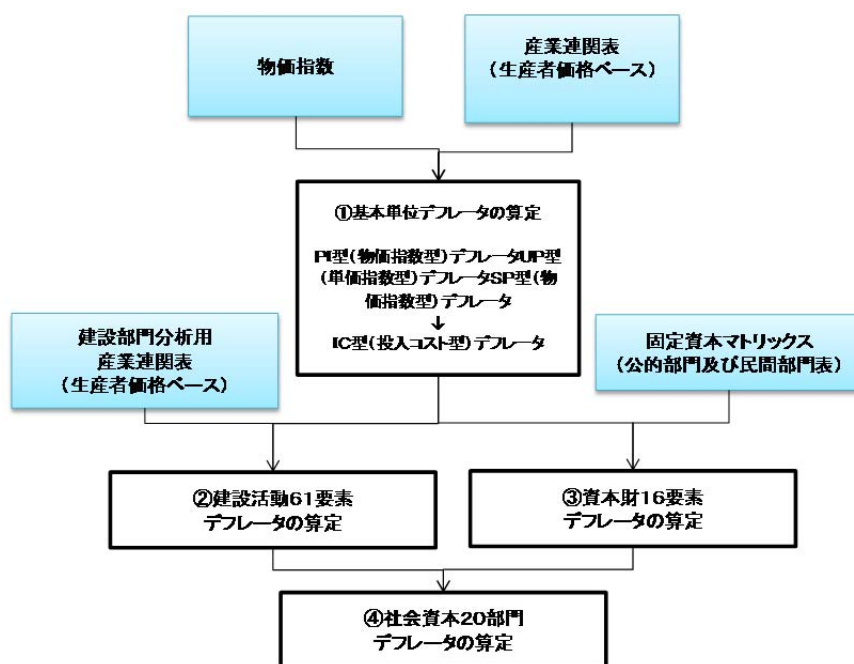 物価指数
産業連関表
(生産者価格ベース)
①基本単位デフレータの算定
PI型(物価指数型)デフレータUP型
(単価指数型)デフレータSP型(物
価指数型)デフレータ
↓
IC型(投入コスト型)デフレータ
建設部門分析用
産業連関表
(生産者価格ベース)
固定資本マトリックス
(公的部門及び民間部門表)
②建設活動61要素
デフレータの算定
③資本財16要素
デフレータの算定
④社会資本20部門
デフレータの算定